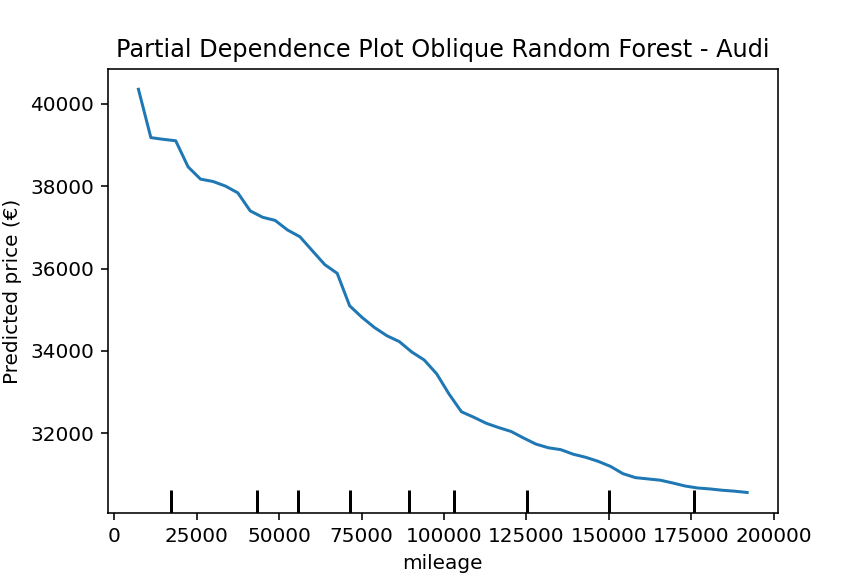 Partial Dependence Plot Oblique Random Forest - Audi
40000
38000
36000
34000
32000
Predicted price (€)
0 25000 50000 75000 100000 125000 150000 175000 200000
mileage